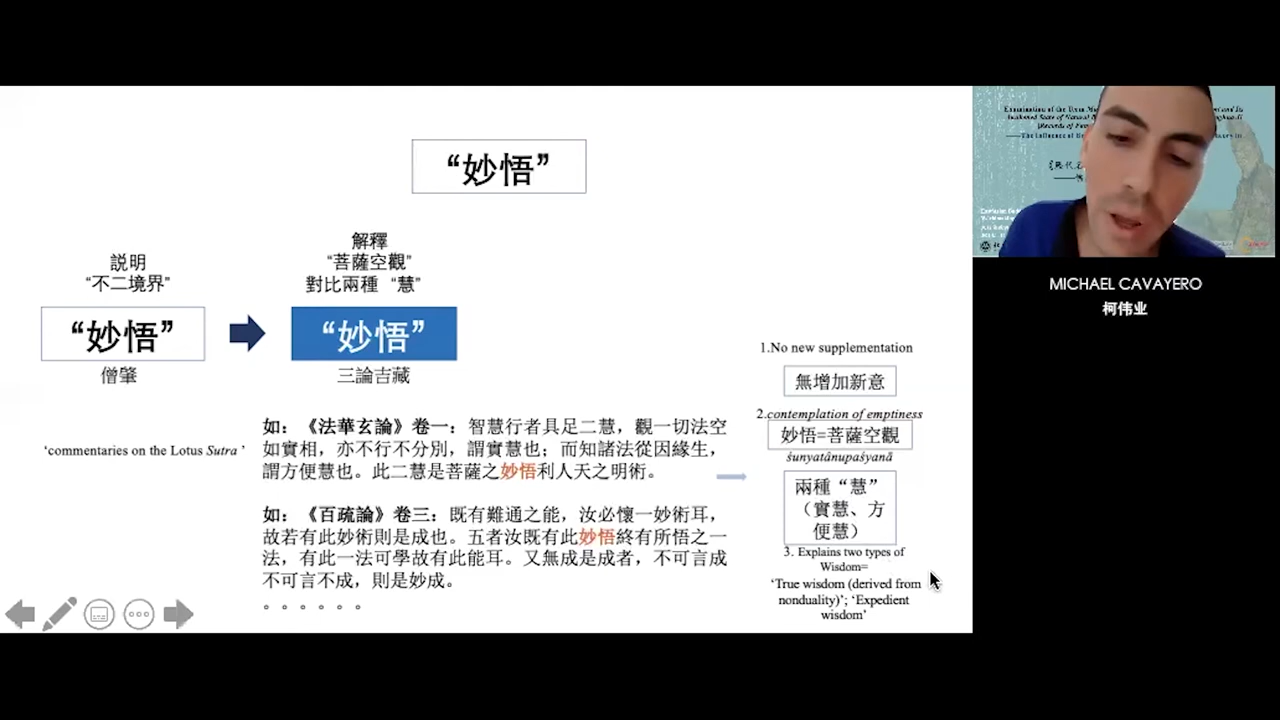 “妙悟”
説明
“不二境界”
“妙悟”
僧肇
解釋
“菩薩空觀”
對比兩種 “慧”
“妙悟”
三論吉藏
‘commentaries on the Lotus Sutra ’
如：《法華玄論》卷一：智慧行者具足二慧，觀一切法空
如實相，亦不行不分別，謂實慧也；而知諸法從因緣生，
謂方便慧也。此二慧是菩薩之妙悟利人天之明術。
如：《百疏論》卷三：既有難通之能，汝必懷一妙術耳，
故若有此妙術則是成也。五者汝既有此妙悟終有所悟之一
法，有此一法可學故有此能耳。又無成是成者，不可言成
不可言不成，則是妙成。
。。。。。。
1.No new supplementation
無增加新意
2.contemplation of emptiness
妙悟=菩薩空觀
śunyatânupaśyanā
兩種“慧”
（實慧、方
便慧）
3. Explains two types of
Wisdom=
‘True wisdom (derived from
nonduality)’; ‘Expedient
wisdom’
Examination of the Term
MICHAEL CAVAYERO
柯伟业